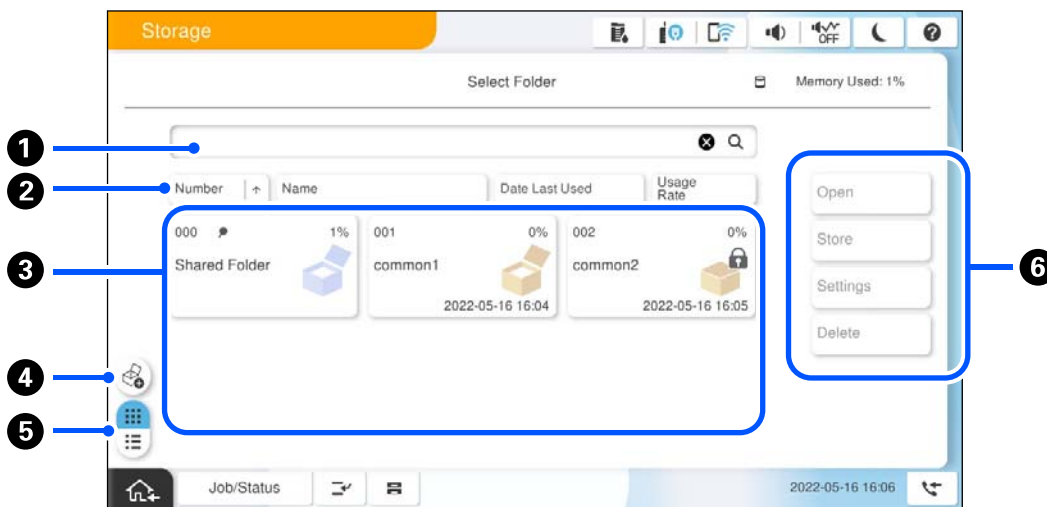 Storage
OFF
Select Folder
Memory Used: 1%
1
2
Number
Name
Date Last Used
Usage
Rate
Open
000
1%
001
0%
002
0%
Store
3
Shared Folder
common1
common2
6
Settings
2022-05-16 16:04
2022-05-16 16:05
Delete
4
5
Job/Status
2022-05-16 16:06